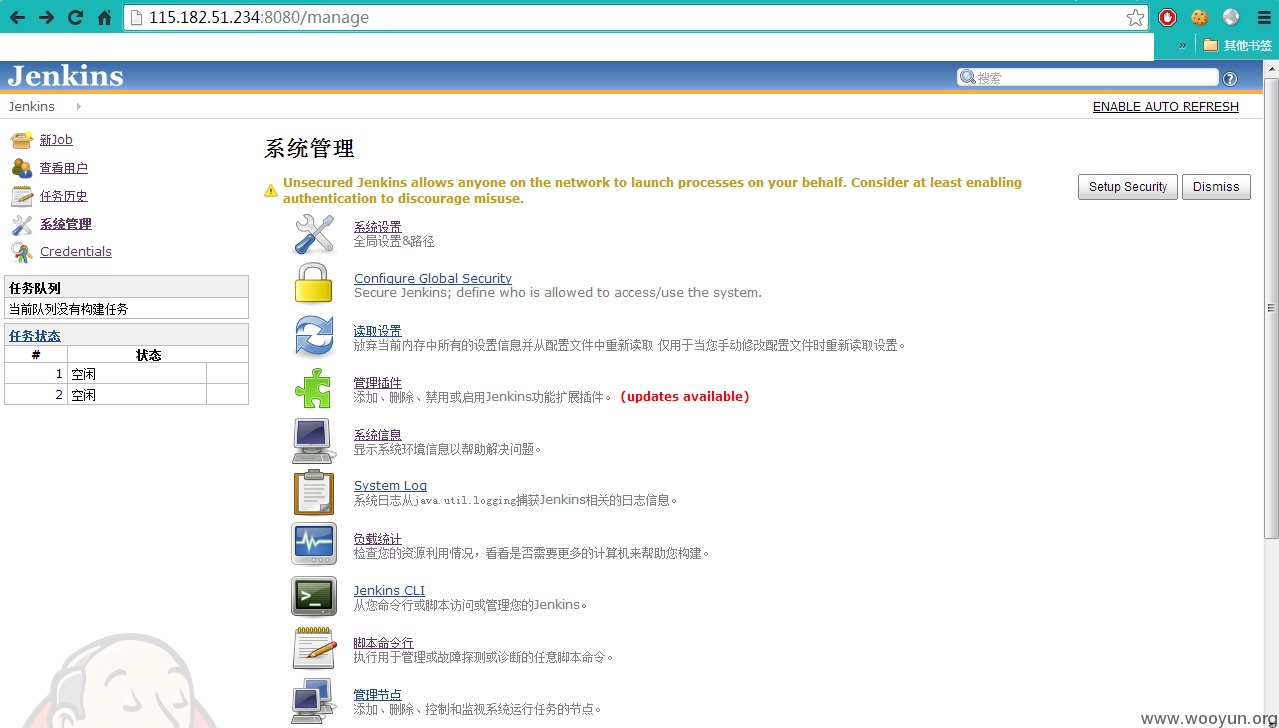 115.182.51.234:8080/manage
» 其他书签
Jenkins
搜索
Jenkins
ENABLE AUTO REFRESH
新Job
查看用户
任务历史
系统管理
Credentials
任务队列
当前队列没有构建任务
任务状态
# 状态
1 空闲
2 空闲
系统管理
Unsecured Jenkins allows anyone on the network to launch processes on your behalf. Consider at least enabling
authentication to discourage misuse.
Setup Security Dismiss
系统设置
全局设置&路径
Configure Global Security
Secure Jenkins; define who is allowed to access/use the system.
读取设置
放弃当前内存中所有的设置信息并从配置文件中重新读取 仅用于当您手动修改配置文件时重新读取设置。
管理插件
添加、删除、禁用或启用Jenkins功能扩展插件。 (updates available)
系统信息
显示系统环境信息以帮助解决问题。
System Log
系统日志从java.util.logging捕获Jenkins相关的日志信息。
负载统计
检查您的资源利用情况，看看是否需要更多的计算机来帮助您构建。
Jenkins CLI
从您命令行或脚本访问或管理您的Jenkins。
脚本命令行
执行用于管理或故障探测或诊断的任意脚本命令。
管理节点
添加、删除、控制和监视系统运行任务的节点。
www.wooyun.org